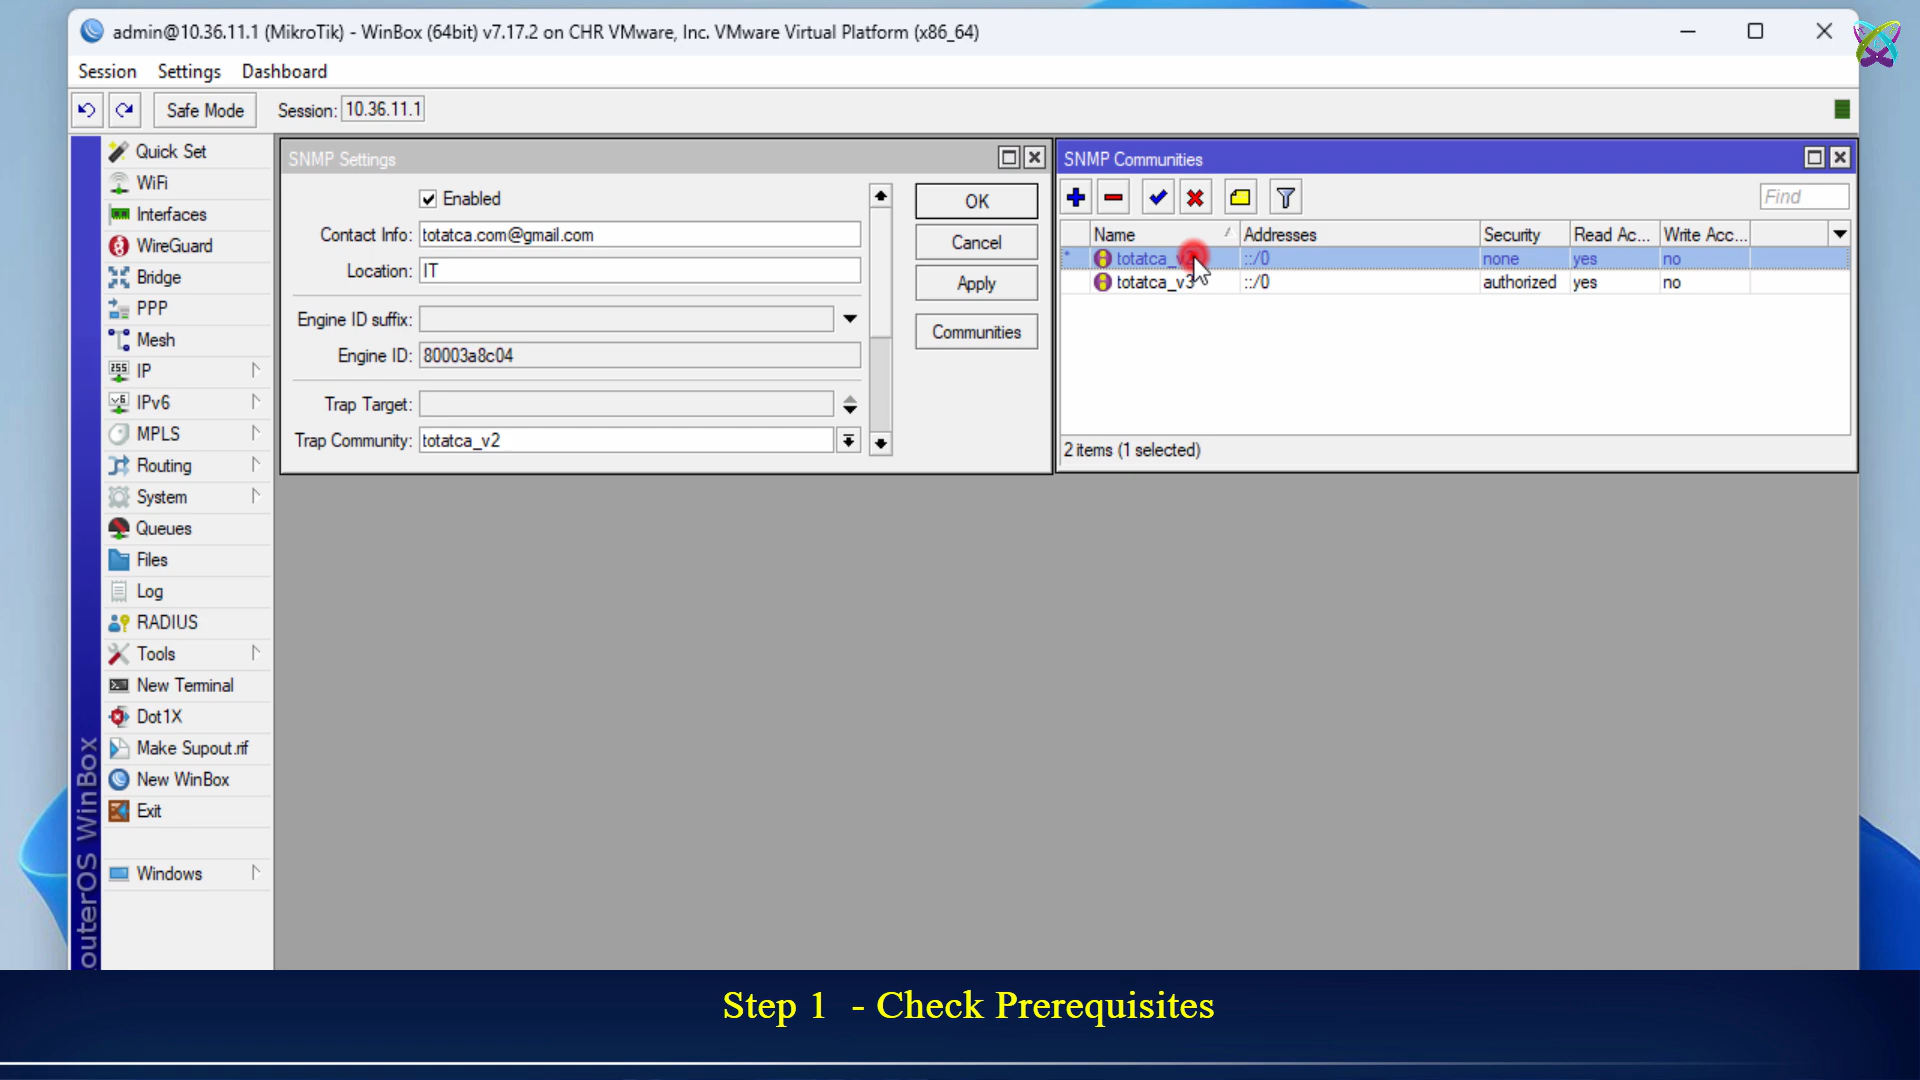 admin@10.36.11.1 (MikroTik) - WinBox (64bit) v7.17.2 on CHR VMware, Inc. VMware Virtual Platform (x86_64)
Session Settings Dashboard
Safe Mode Session: 10.36.11.1
Quick Set
WiFi
Interfaces
WireGuard
Bridge
PPP
Mesh
IP
IPv6
MPLS
Routing
System
Queues
Files
Log
RADIUS
Tools
New Terminal
Dot1X
Make Supout.rif
New WinBox
Exit
Windows
outerOS WinBox
SNMP Settings
Enabled
Contact Info: totatca.com@gmail.com
Location: IT
Engine ID suffix:
Engine ID: 80003a8c04
Trap Target:
Trap Community: totatca_v2
OK
Cancel
Apply
Communities
SNMP Communities
Find
Name Addresses Security Read Ac... Write Acc...
* totatca_v2 ::/0 none yes no
totatca_v3 ::/0 authorized yes no
2 items (1 selected)
Step 1 - Check Prerequisites